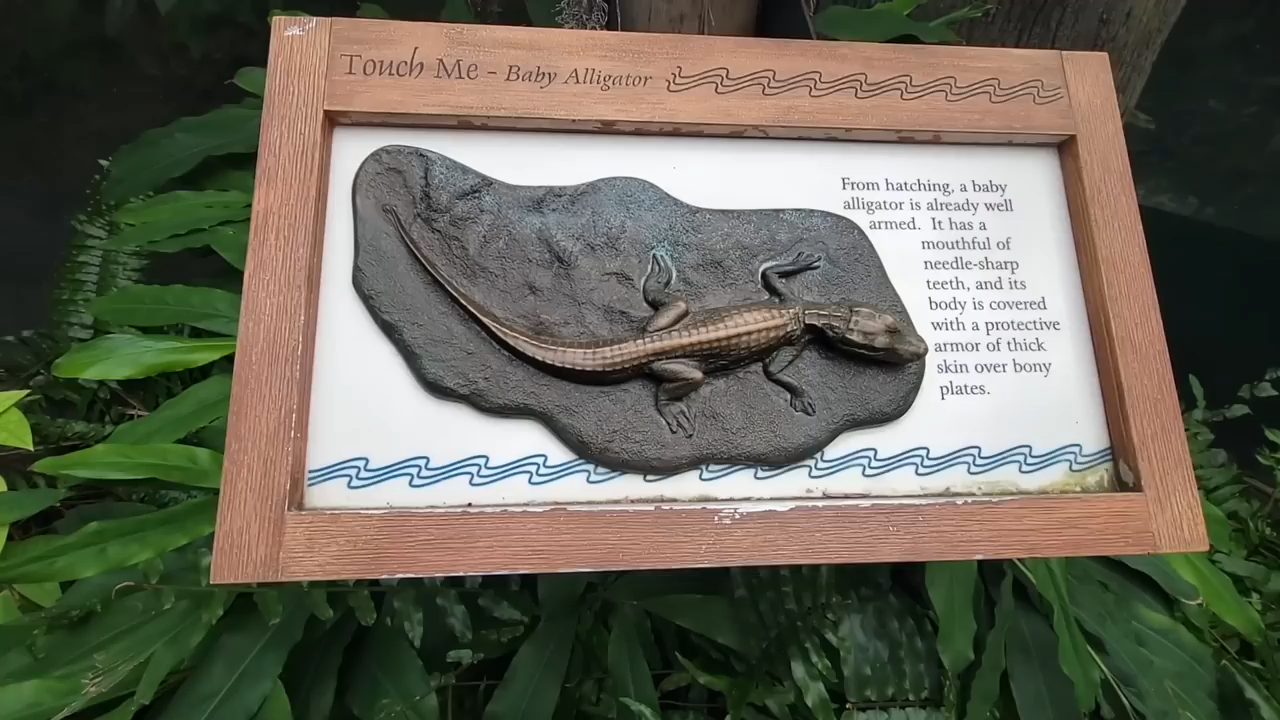 Touch Me - Baby Alligator
From hatching, a baby
alligator is already well
armed. It has a
mouthful of
needle-sharp
teeth, and its
body is covered
with a protective
armor of thick
skin over bony
plates.